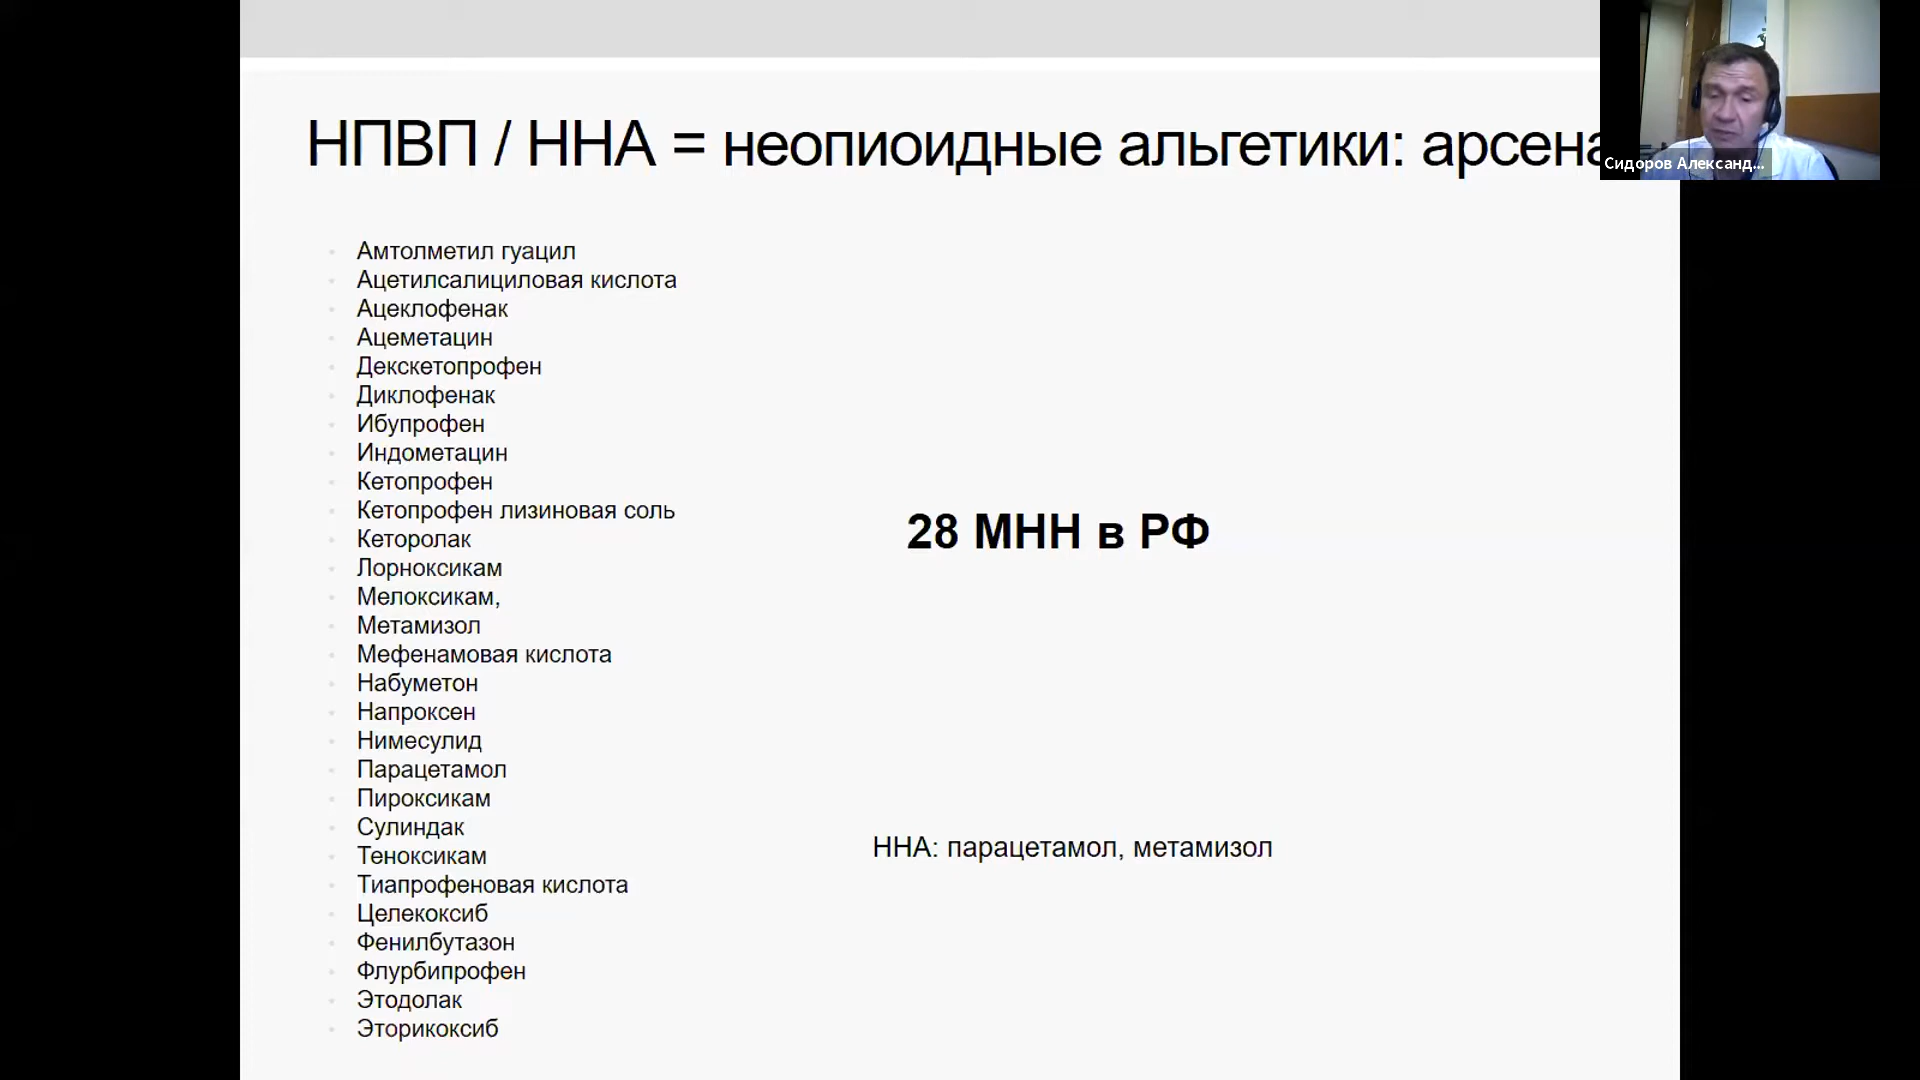 НПВП / ННА = неопиоидные альгетики: арсена
Сидоров Александ...
Амтолметил гуацил
Ацетилсалициловая кислота
Ацеклофенак
Ацеметацин
Декскетопрофен
Диклофенак
Ибупрофен
Индометацин
Кетопрофен
Кетопрофен лизиновая соль
Кеторолак
Лорноксикам
Мелоксикам,
Метамизол
Мефенамовая кислота
Набуметон
Напроксен
Нимесулид
Парацетамол
Пироксикам
Сулиндак
Теноксикам
Тиапрофеновая кислота
Целекоксиб
Фенилбутазон
Флурбипрофен
Этодолак
Эторикоксиб
28 МНН в РФ
ННА: парацетамол, метамизол